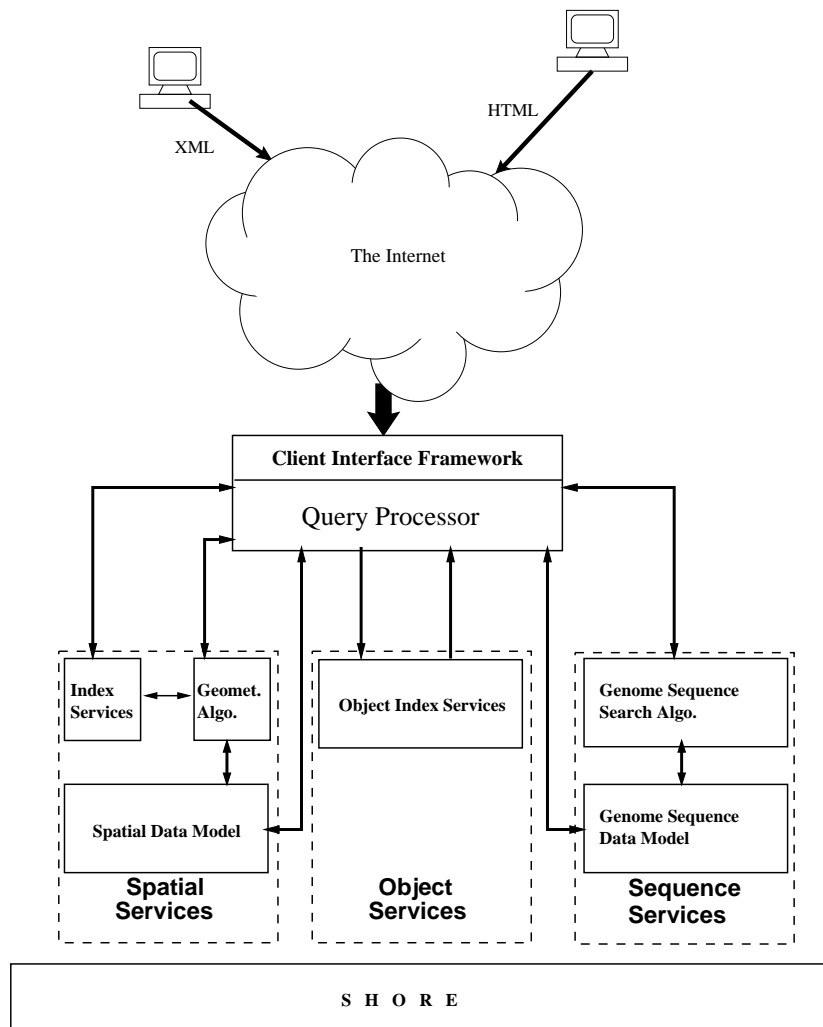 HTML
XML
The Internet
Client Interface Framework
Query Processor
Index
Services
Geomet.
Algo.
Object Index Services
Genome Sequence
Search Algo.
Spatial Data Model
Genome Sequence
Data Model
Spatial
Services
Object
Services
Sequence
Services
S H O R E